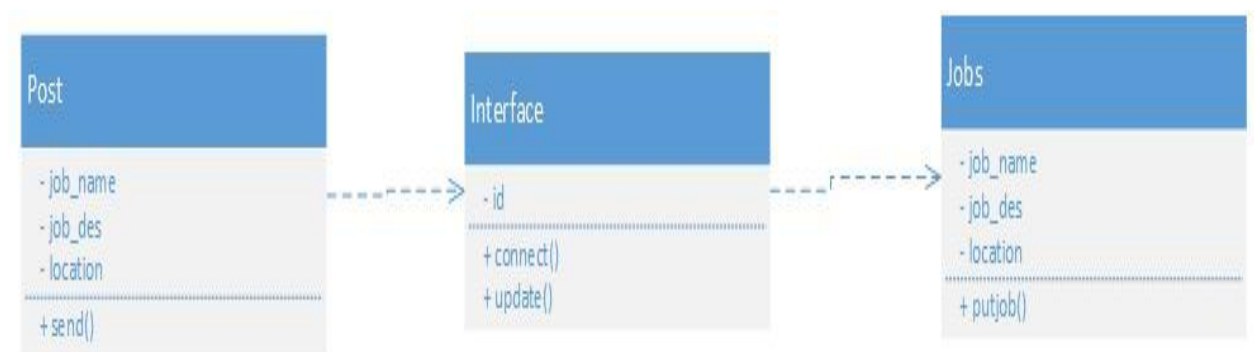 Post
- job_name
- job_des
- location
+ send()
Interface
- id
+ connect()
+ update()
Jobs
- job_name
- job_des
- location
+ putjob()